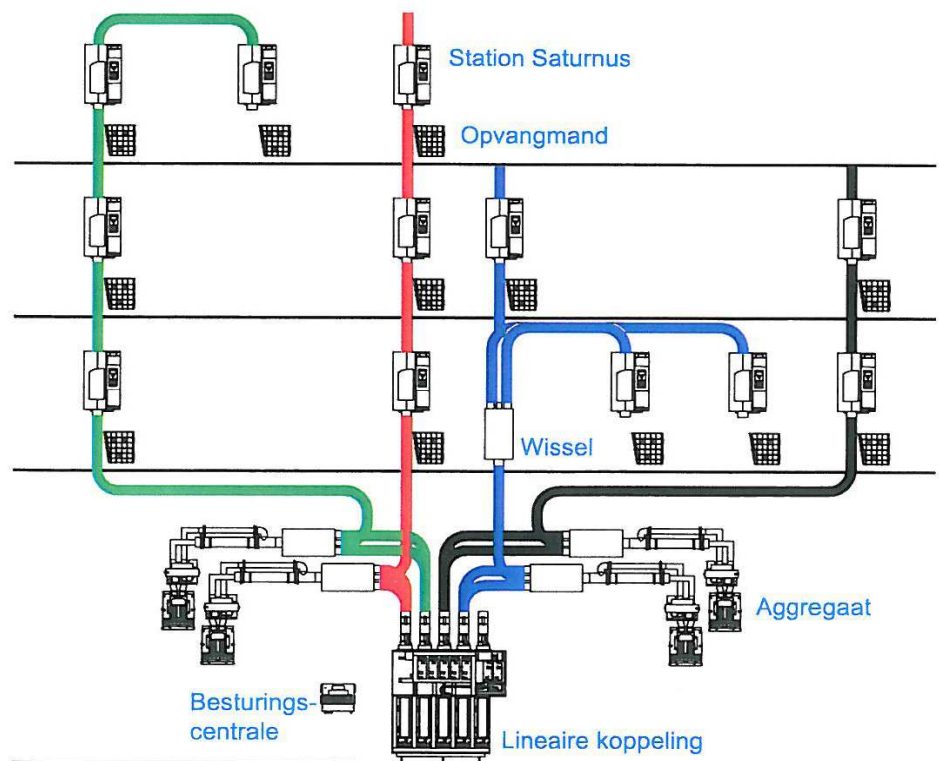 Station Saturnus
Opvangmand
Wissel
Aggregaat
Besturings-
centrale
Lineaire koppeling